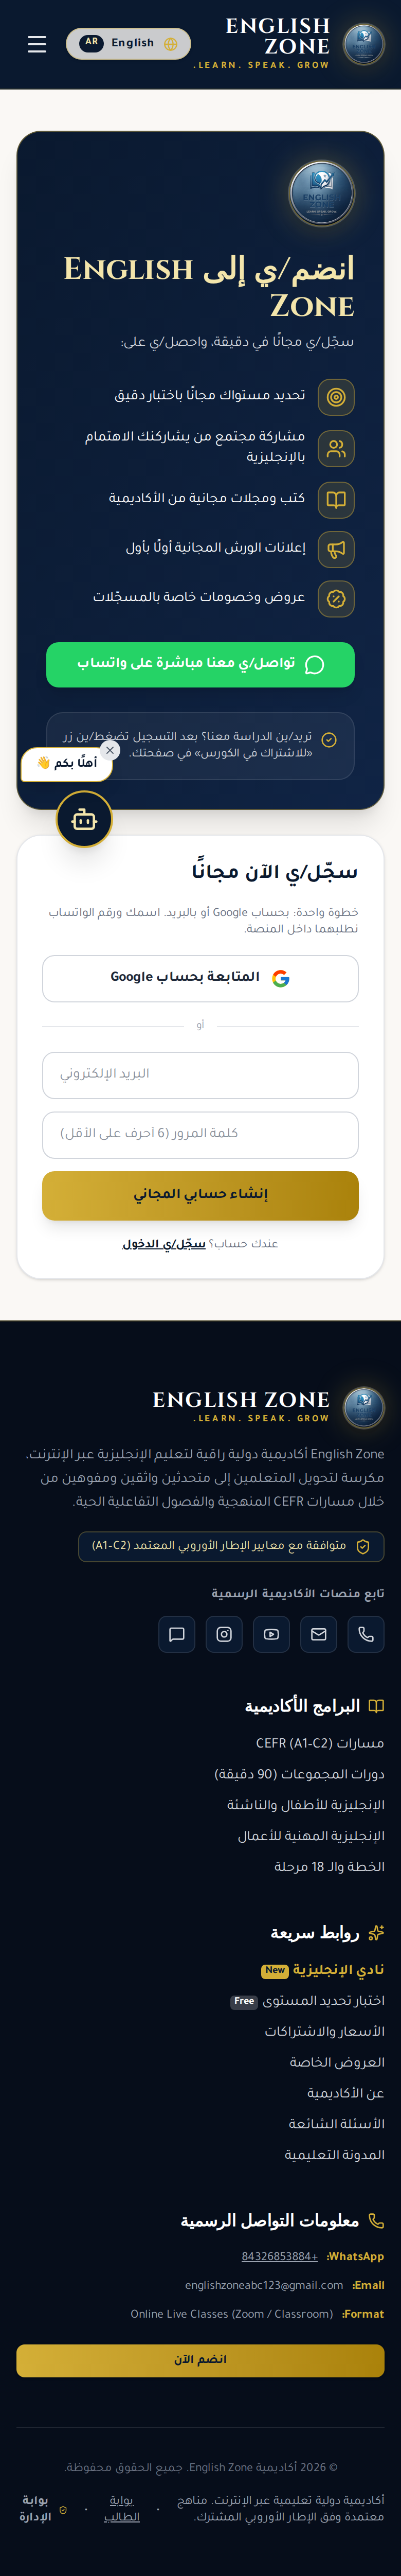 ENGLISH
ZONE
LEARN. SPEAK. GROW.
English AR
ENGLISH
ZONE
انضم/ي إلى English
Zone
سجّل/ي مجانًا في دقيقة، واحصل/ي على:
تحديد مستواك مجانًا باختبار دقيق
مشاركة مجتمع من يشاركنك الاهتمام
بالإنجليزية
كتب ومجلات مجانية من الأكاديمية
إعلانات الورش المجانية أولًا بأول
عروض وخصومات خاصة بالمسجّلات
تواصل/ي معنا مباشرة على واتساب
تريد/ين الدراسة معنا؟ بعد التسجيل تضغط/ين زر
«للاشتراك في الكورس» في صفحتك.
أهلًا بكم 👋
سجّل/ي الآن مجانًا
خطوة واحدة: بحساب Google أو بالبريد. اسمك ورقم الواتساب
نطلبهما داخل المنصة.
المتابعة بحساب Google
أو
البريد الإلكتروني
كلمة المرور (6 أحرف على الأقل)
إنشاء حسابي المجاني
عندك حساب؟ سجّل/ي الدخول
ENGLISH ZONE
LEARN. SPEAK. GROW.
English Zone أكاديمية دولية راقية لتعليم الإنجليزية عبر الإنترنت،
مكرسة لتحويل المتعلمين إلى متحدثين واثقين ومفوهين من
خلال مسارات CEFR المنهجية والفصول التفاعلية الحية.
متوافقة مع معايير الإطار الأوروبي المعتمد (A1-C2)
تابع منصات الأكاديمية الرسمية
البرامج الأكاديمية
مسارات CEFR (A1-C2)
دورات المجموعات (90 دقيقة)
الإنجليزية للأطفال والناشئة
الإنجليزية المهنية للأعمال
الخطة والـ 18 مرحلة
روابط سريعة
نادي الإنجليزية New
اختبار تحديد المستوى Free
الأسعار والاشتراكات
العروض الخاصة
عن الأكاديمية
الأسئلة الشائعة
المدونة التعليمية
معلومات التواصل الرسمية
WhatsApp: +84326853884
Email: englishzoneabc123@gmail.com
Format: Online Live Classes (Zoom / Classroom)
انضم الآن
© 2026 أكاديمية English Zone. جميع الحقوق محفوظة.
أكاديمية دولية تعليمية عبر الإنترنت. مناهج
معتمدة وفق الإطار الأوروبي المشترك.
•
بوابة
الطالب
•
بوابة
الإدارة